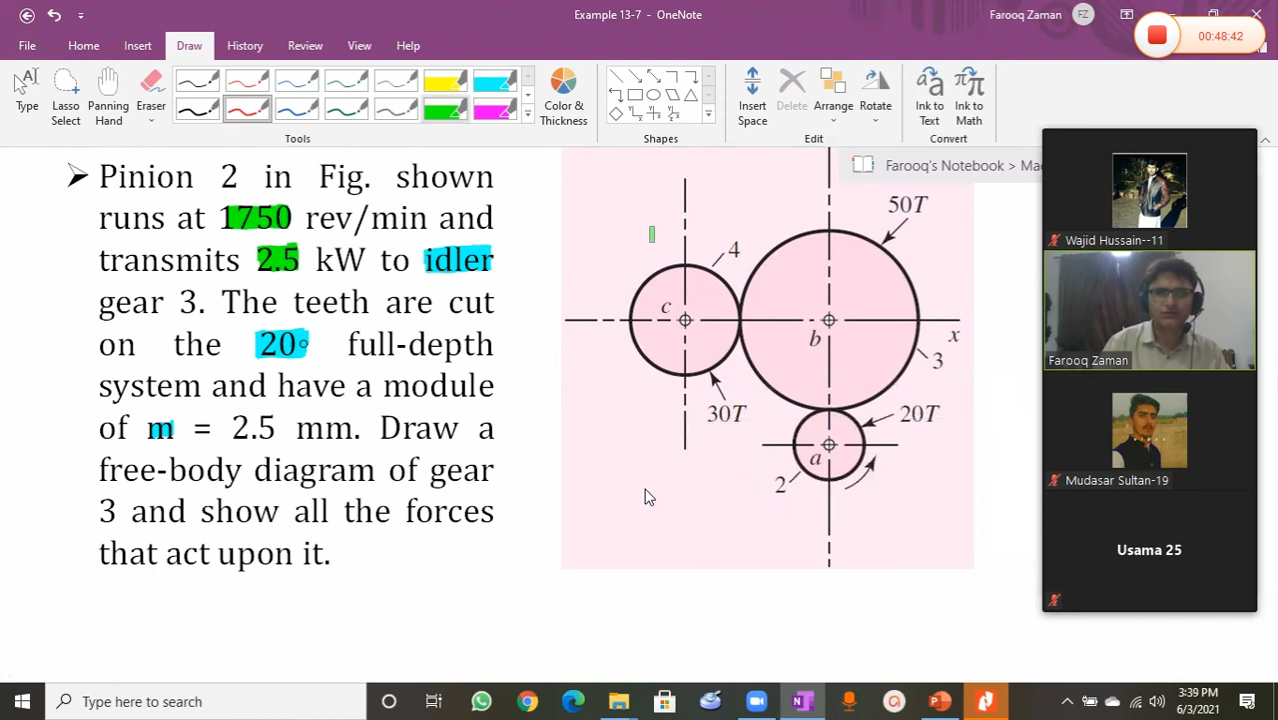 Example 13-7 - OneNote
Farooq Zaman
FZ
00:48:42
File
Home
Insert
Draw
History
Review
View
Help
Type
Lasso
Select
Panning
Hand
Eraser
Color &
Thickness
Insert
Space
Delete
Arrange
Rotate
Ink to
Text
Ink to
Math
Tools
Shapes
Edit
Convert
Farooq's Notebook > Ma
Pinion 2 in Fig. shown
runs at 1750 rev/min and
transmits 2.5 kW to idler
gear 3. The teeth are cut
on the 20° full-depth
system and have a module
of m = 2.5 mm. Draw a
free-body diagram of gear
3 and show all the forces
that act upon it.
50T
4
c
b
x
3
30T
20T
a
2
Wajid Hussain--11
Farooq Zaman
Mudasar Sultan-19
Usama 25
Type here to search
3:39 PM
6/3/2021